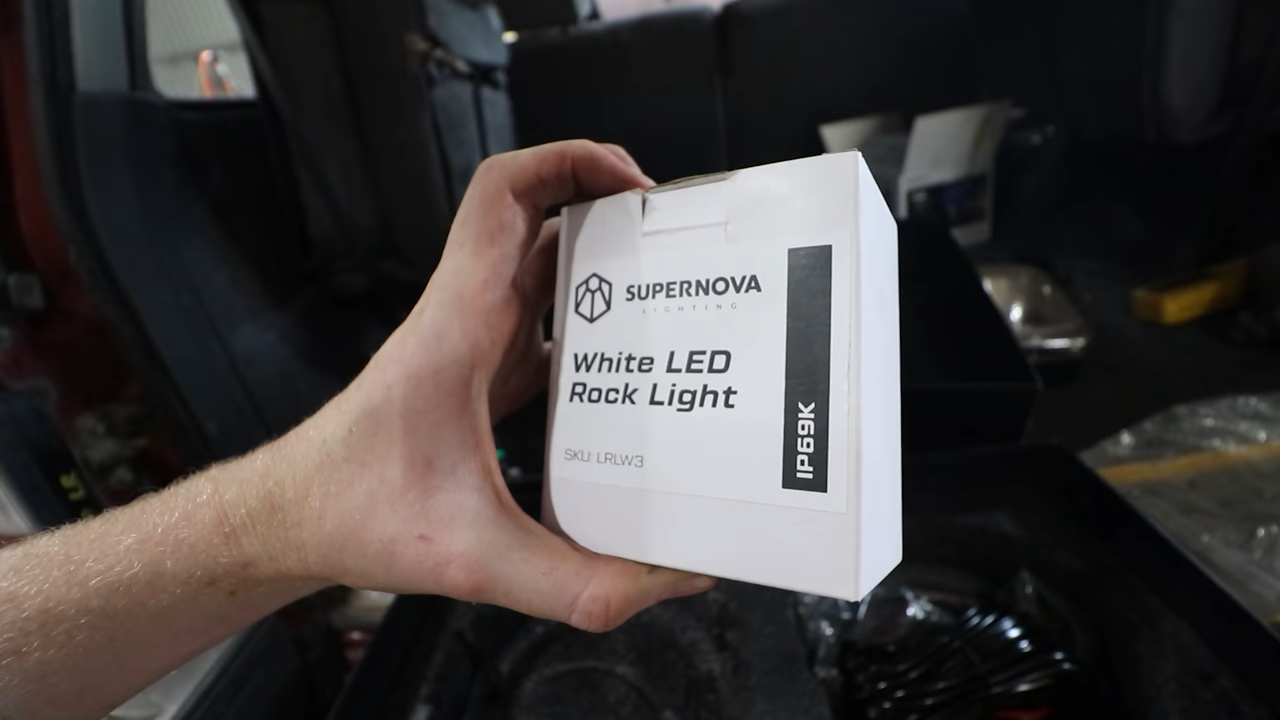 SUPERNOVA
LIGHTING
White LED
Rock Light
SKU: LRLW3
IP69K